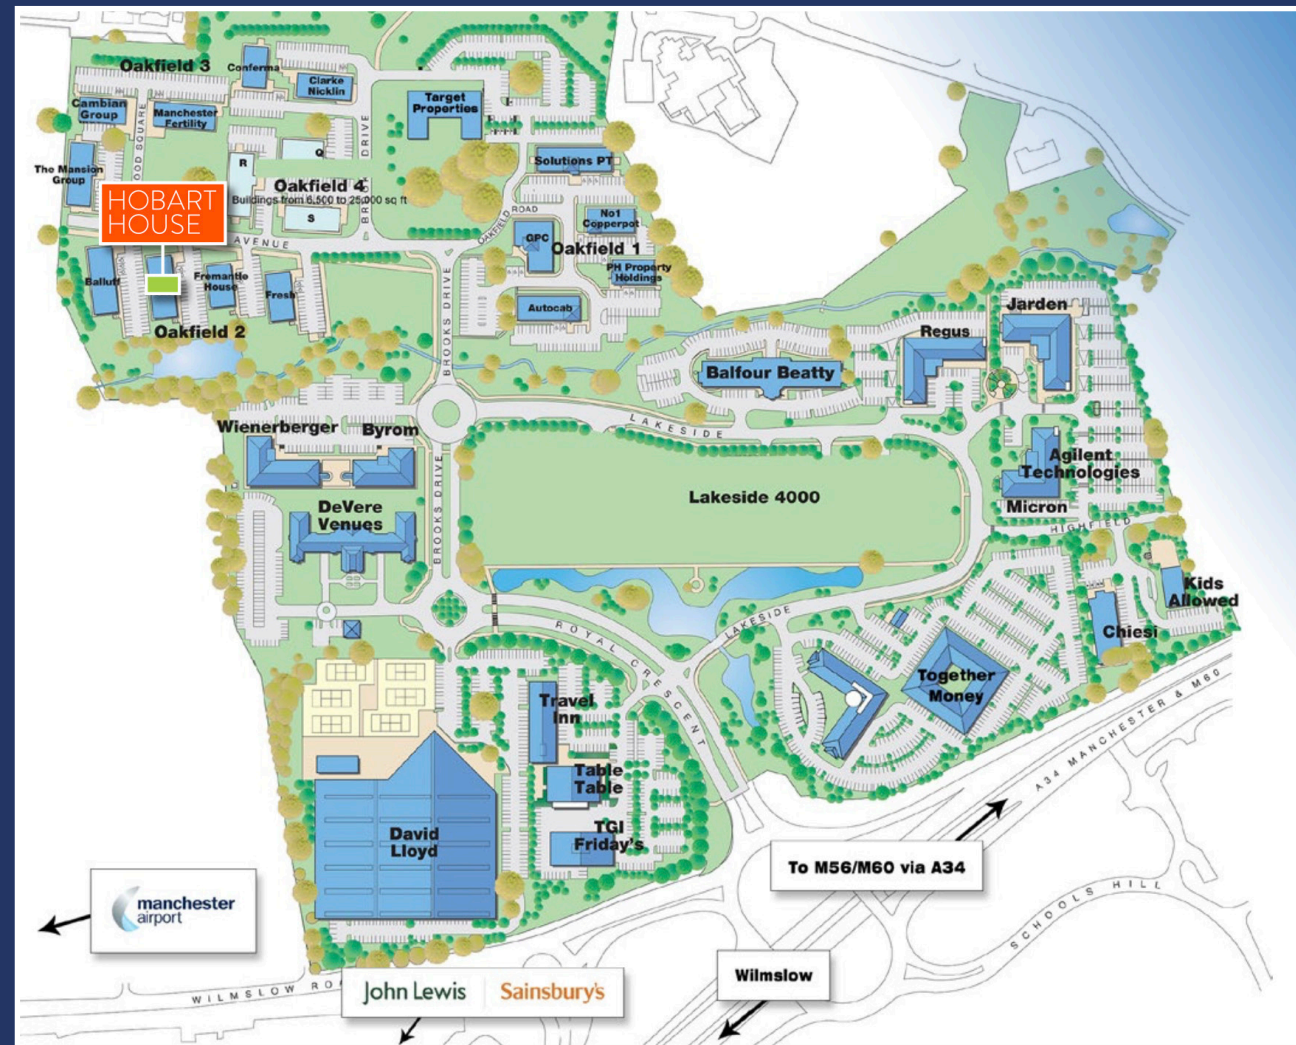 Oakfield 3
Conferma
Clarke
Nicklin
Cambian
Group
Manchester
Fertility
OOD SQUARE
Target
Properties
BROOKS DRIVE
The Mansion
Group
R
Q
Oakfield 4
Buildings from 6,500 to 25,000 sq ft
S
HOBART
HOUSE
AVENUE
Solutions PT
OAKFIELD ROAD
No1
Copperpot
GPC
Oakfield 1
PH Property
Holdings
Autocab
Balluff
Fremantle
House
Fresh
Oakfield 2
BROOKS DRIVE
Jarden
Regus
Balfour Beatty
LAKESIDE
Wienerberger
Byrom
BROOKS DRIVE
DeVere
Venues
Lakeside 4000
Agilent
Technologies
Micron
HIGHFIELD
Kids
Allowed
Chiesi
LAKESIDE
ROYAL CRESCENT
Together
Money
Travel
Inn
Table
Table
TGI
Friday's
David
Lloyd
A34 MANCHESTER & M60
To M56/M60 via A34
SCHOOLS HILL
manchester
airport
WILMSLOW RO
John Lewis
Sainsbury's
Wilmslow